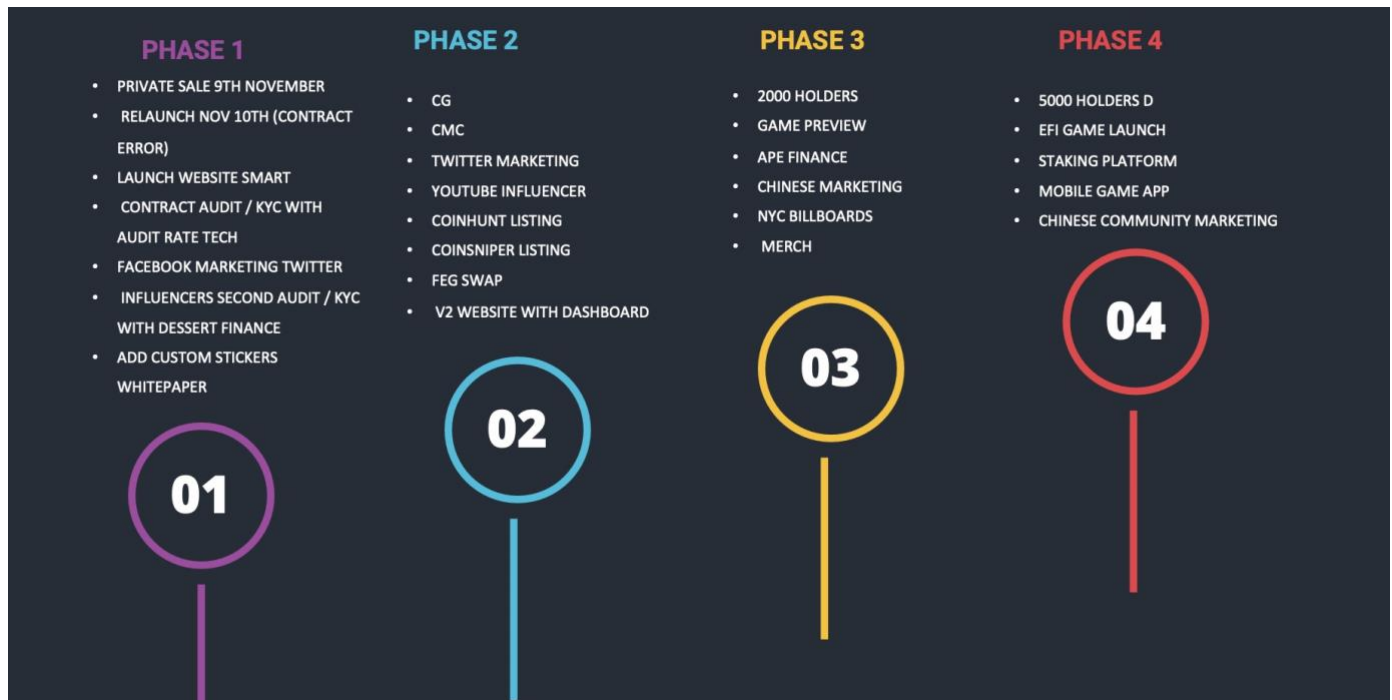 PHASE 1
• PRIVATE SALE 9TH NOVEMBER
• RELAUNCH NOV 10TH (CONTRACT
ERROR)
• LAUNCH WEBSITE SMART
• CONTRACT AUDIT / KYC WITH
AUDIT RATE TECH
• FACEBOOK MARKETING TWITTER
• INFLUENCERS SECOND AUDIT / KYC
WITH DESSERT FINANCE
• ADD CUSTOM STICKERS
WHITEPAPER
01
PHASE 2
• CG
• CMC
• TWITTER MARKETING
• YOUTUBE INFLUENCER
• COINHUNT LISTING
• COINSNIPER LISTING
• FEG SWAP
• V2 WEBSITE WITH DASHBOARD
02
PHASE 3
• 2000 HOLDERS
• GAME PREVIEW
• APE FINANCE
• CHINESE MARKETING
• NYC BILLBOARDS
• MERCH
03
PHASE 4
• 5000 HOLDERS D
• EFI GAME LAUNCH
• STAKING PLATFORM
• MOBILE GAME APP
• CHINESE COMMUNITY MARKETING
04